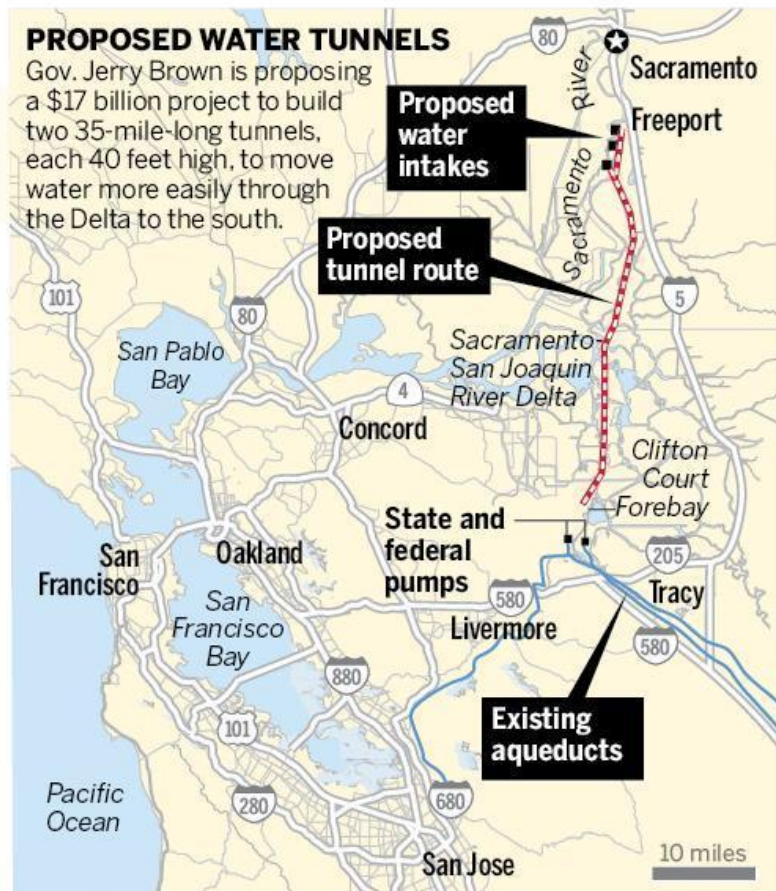 PROPOSED WATER TUNNELS
Gov. Jerry Brown is proposing
a $17 billion project to build
two 35-mile-long tunnels,
each 40 feet high, to move
water more easily through
the Delta to the south.
80
Sacramento
River
Sacramento
Proposed
water
intakes
Freeport
Proposed
tunnel route
101
80
5
San Pablo
Bay
Sacramento-
San Joaquin
River Delta
4
Concord
Clifton
Court
Forebay
State and
federal
pumps
San
Francisco
Oakland
205
San
Francisco
Bay
580
Tracy
Livermore
580
880
Existing
aqueducts
101
Pacific
Ocean
280
680
10 miles
San Jose